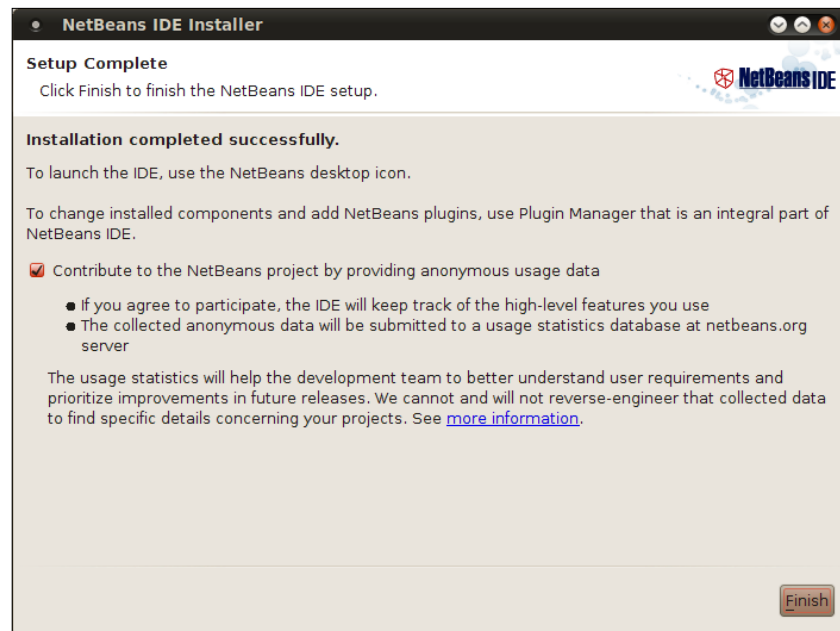 NetBeans IDE Installer
Setup Complete
Click Finish to finish the NetBeans IDE setup.
NetBeans IDE
Installation completed successfully.
To launch the IDE, use the NetBeans desktop icon.
To change installed components and add NetBeans plugins, use Plugin Manager that is an integral part of
NetBeans IDE.
Contribute to the NetBeans project by providing anonymous usage data
If you agree to participate, the IDE will keep track of the high-level features you use
The collected anonymous data will be submitted to a usage statistics database at netbeans.org
server
The usage statistics will help the development team to better understand user requirements and
prioritize improvements in future releases. We cannot and will not reverse-engineer that collected data
to find specific details concerning your projects. See more information.
Finish